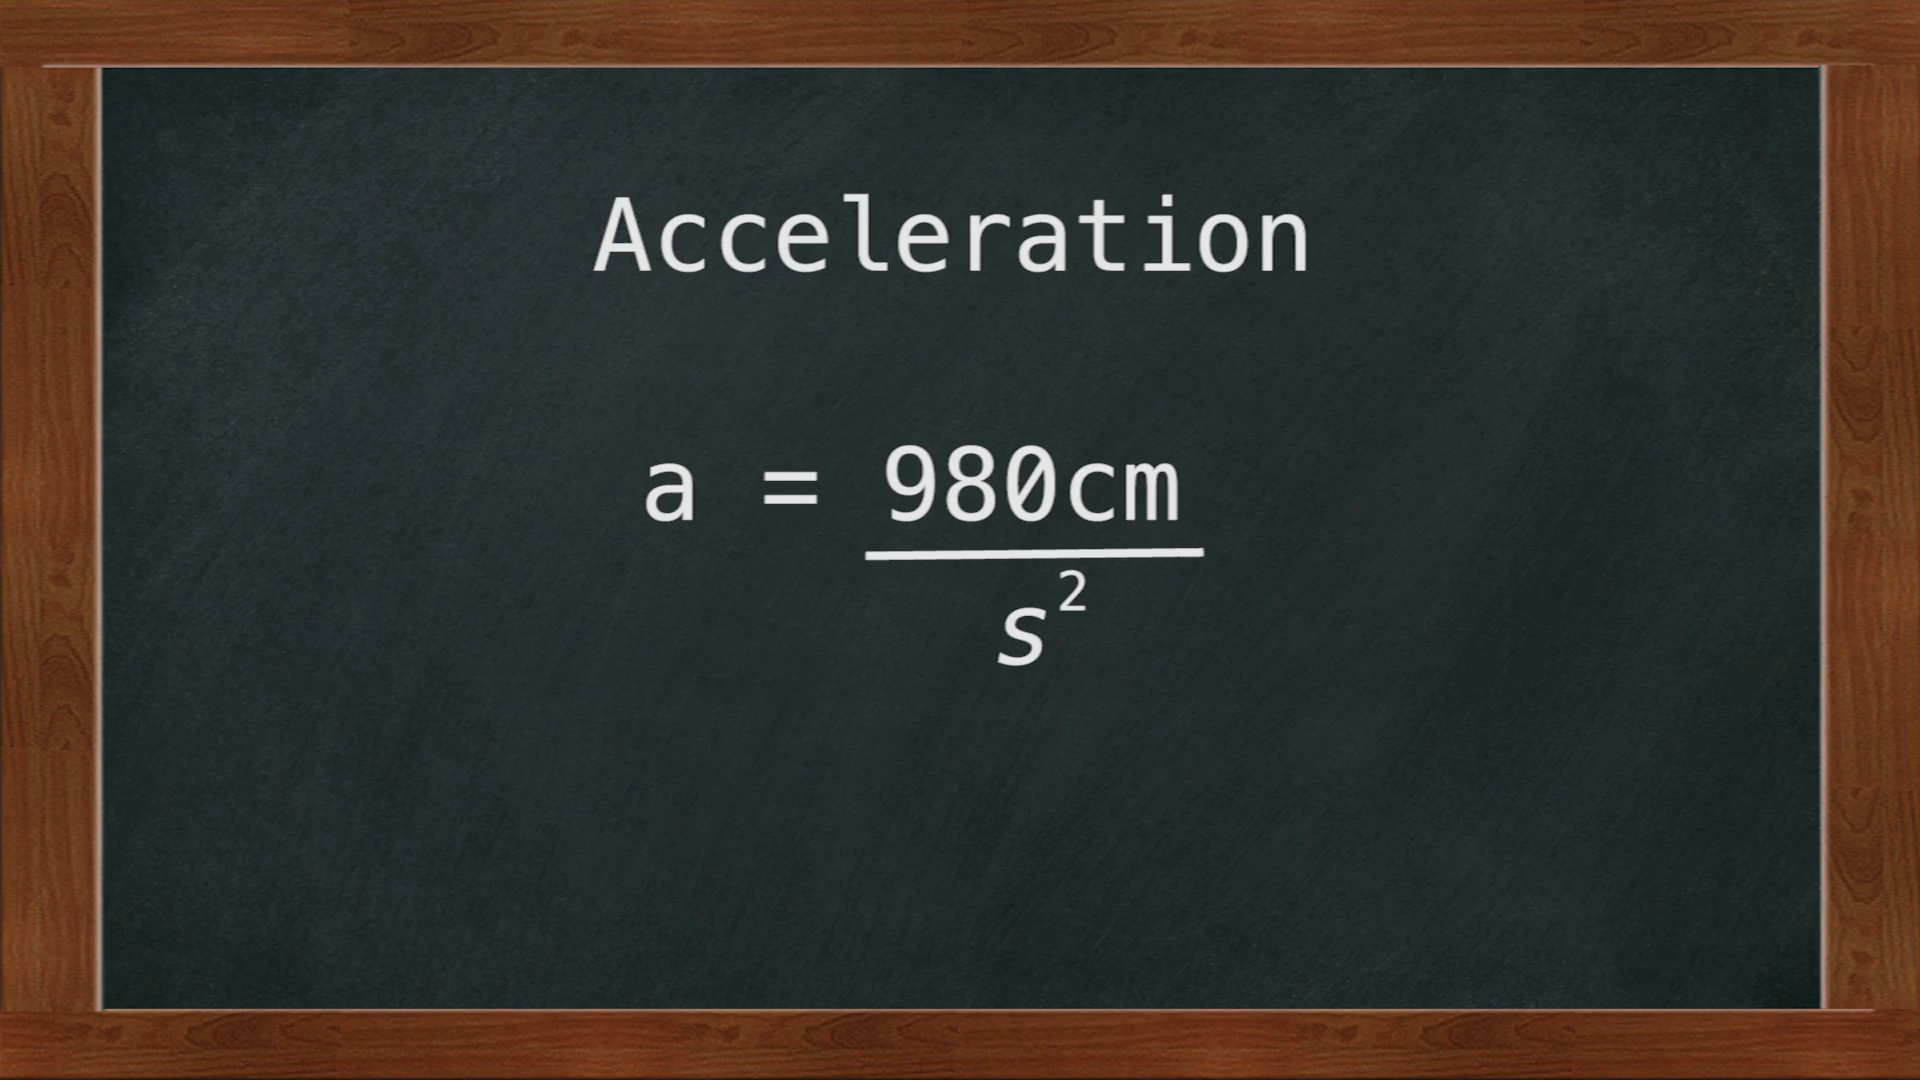 Acceleration
a = 980cm
s²